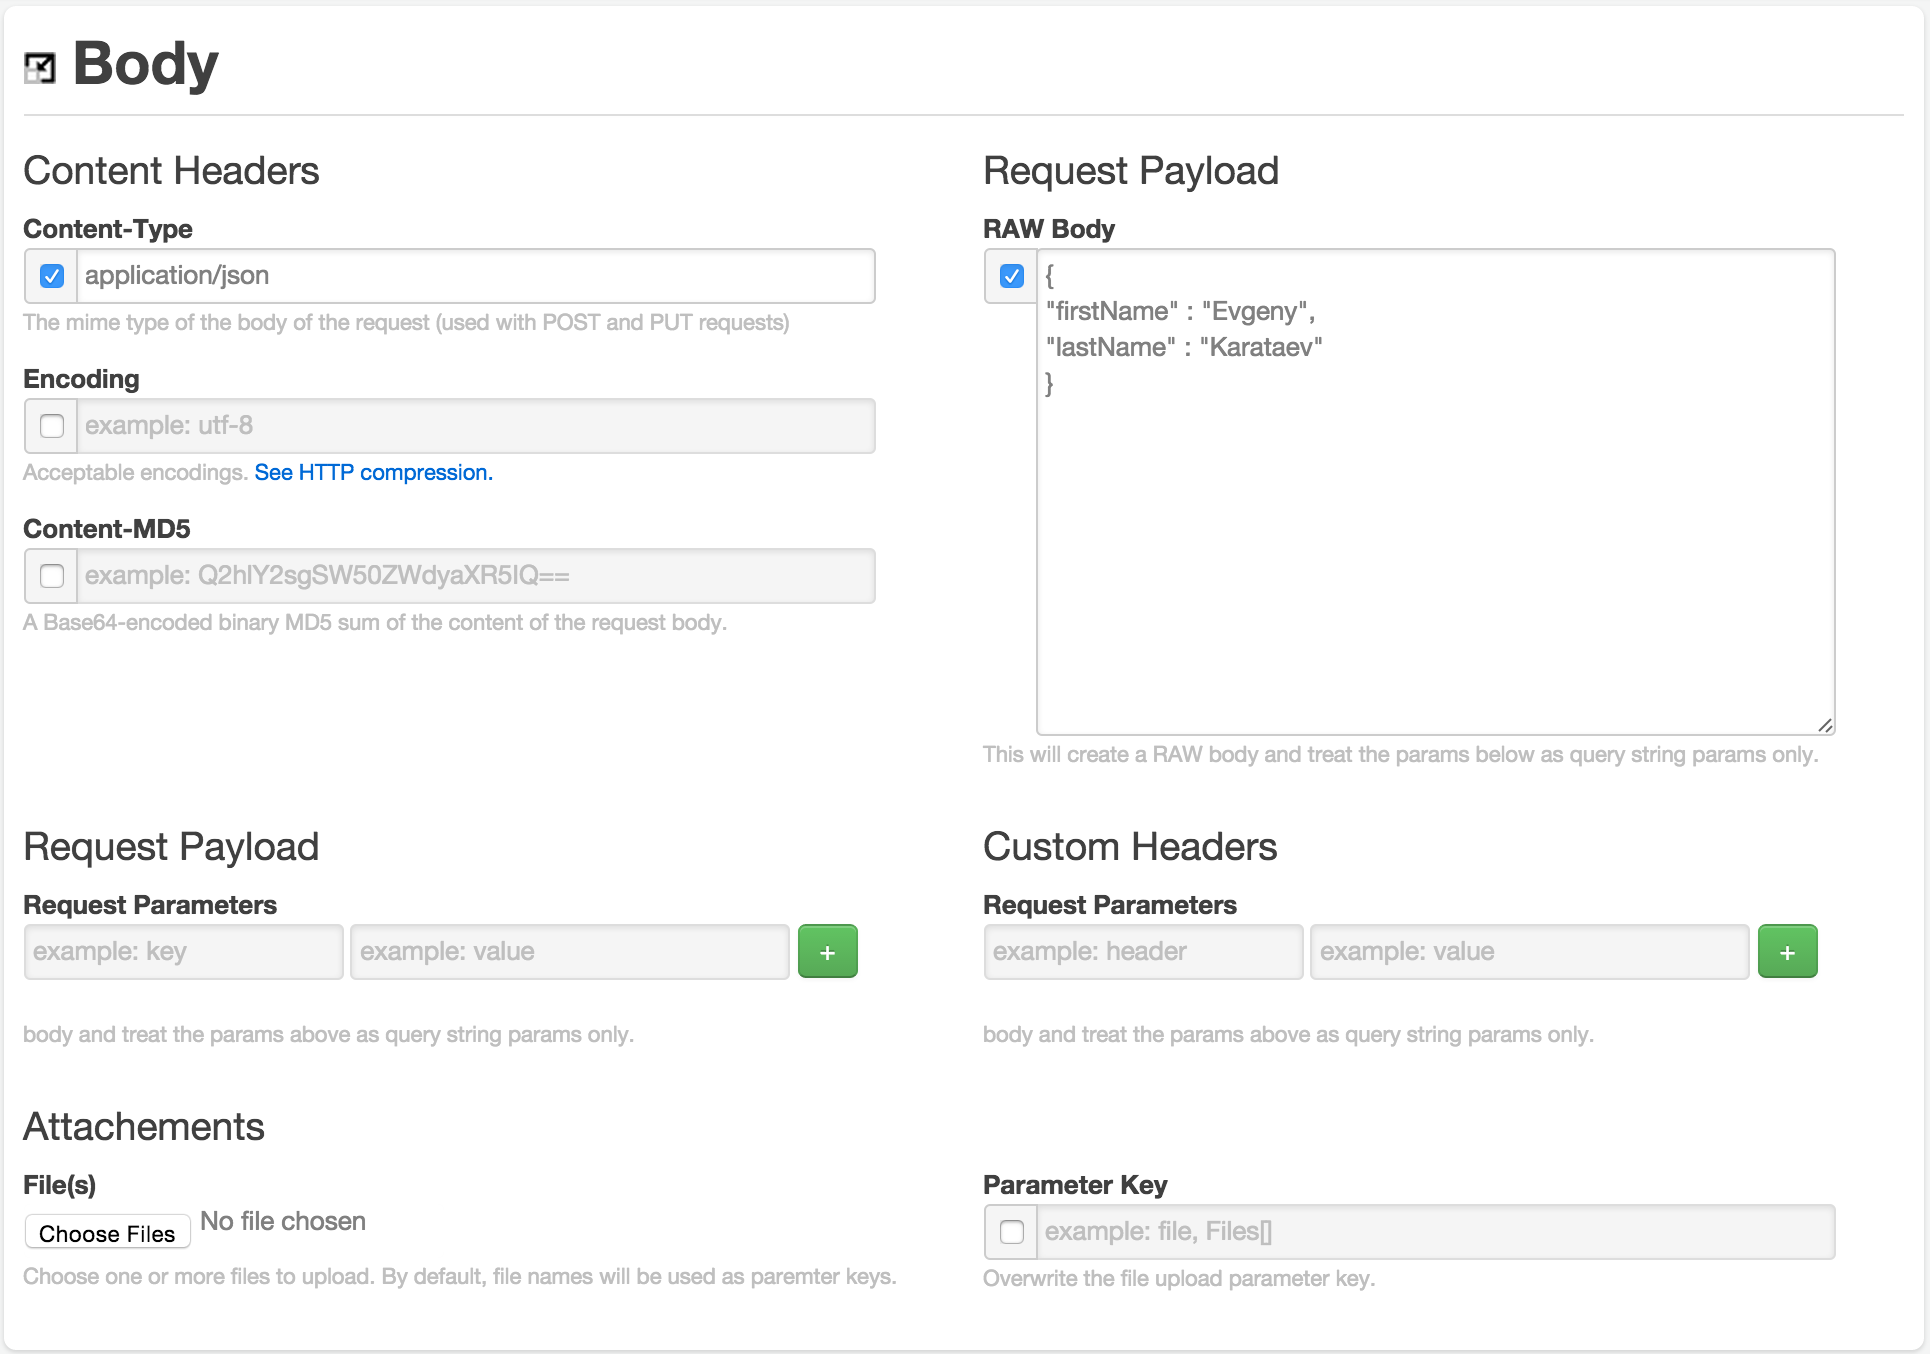 Body
Content Headers
Content-Type
application/json
The mime type of the body of the request (used with POST and PUT requests)
Encoding
example: utf-8
Acceptable encodings. See HTTP compression.
Content-MD5
example: Q2hlY2sgSW50ZWdyaXR5IQ==
A Base64-encoded binary MD5 sum of the content of the request body.
Request Payload
RAW Body
{
"firstName" : "Evgeny",
"lastName" : "Karataev"
}
This will create a RAW body and treat the params below as query string params only.
Request Payload
Request Parameters
example: key
example: value
+
body and treat the params above as query string params only.
Custom Headers
Request Parameters
example: header
example: value
+
body and treat the params above as query string params only.
Attachements
File(s)
Choose Files No file chosen
Choose one or more files to upload. By default, file names will be used as paremter keys.
Parameter Key
example: file, Files[]
Overwrite the file upload parameter key.